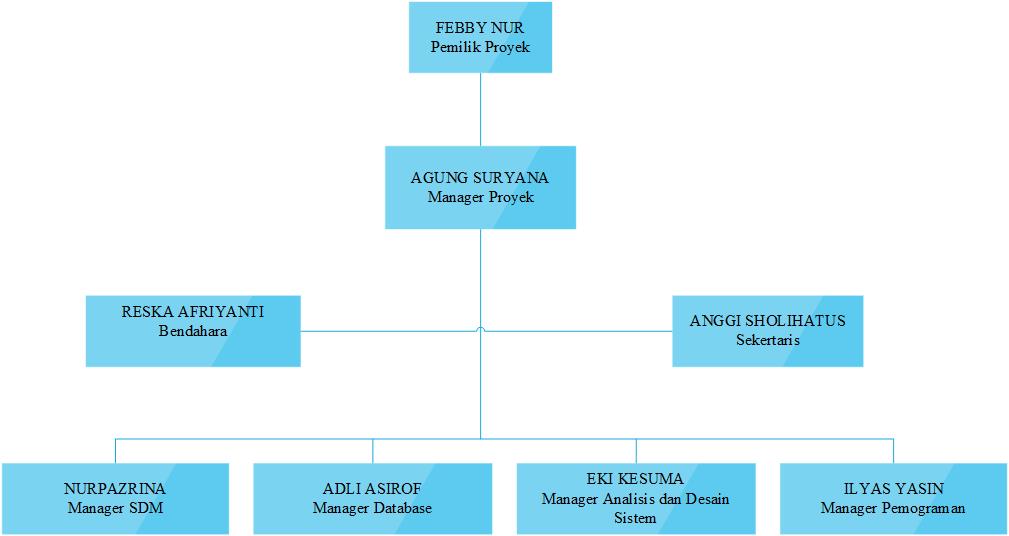 FEBBY NUR
Pemilik Proyek
AGUNG SURYANA
Manager Proyek
RESKA AFRIYANTI
Bendahara
ANGGI SHOLIHATUS
Sekertaris
NURPAZRINA
Manager SDM
ADLI ASIROF
Manager Database
EKI KESUMA
Manager Analisis dan Desain
Sistem
ILYAS YASIN
Manager Pemograman